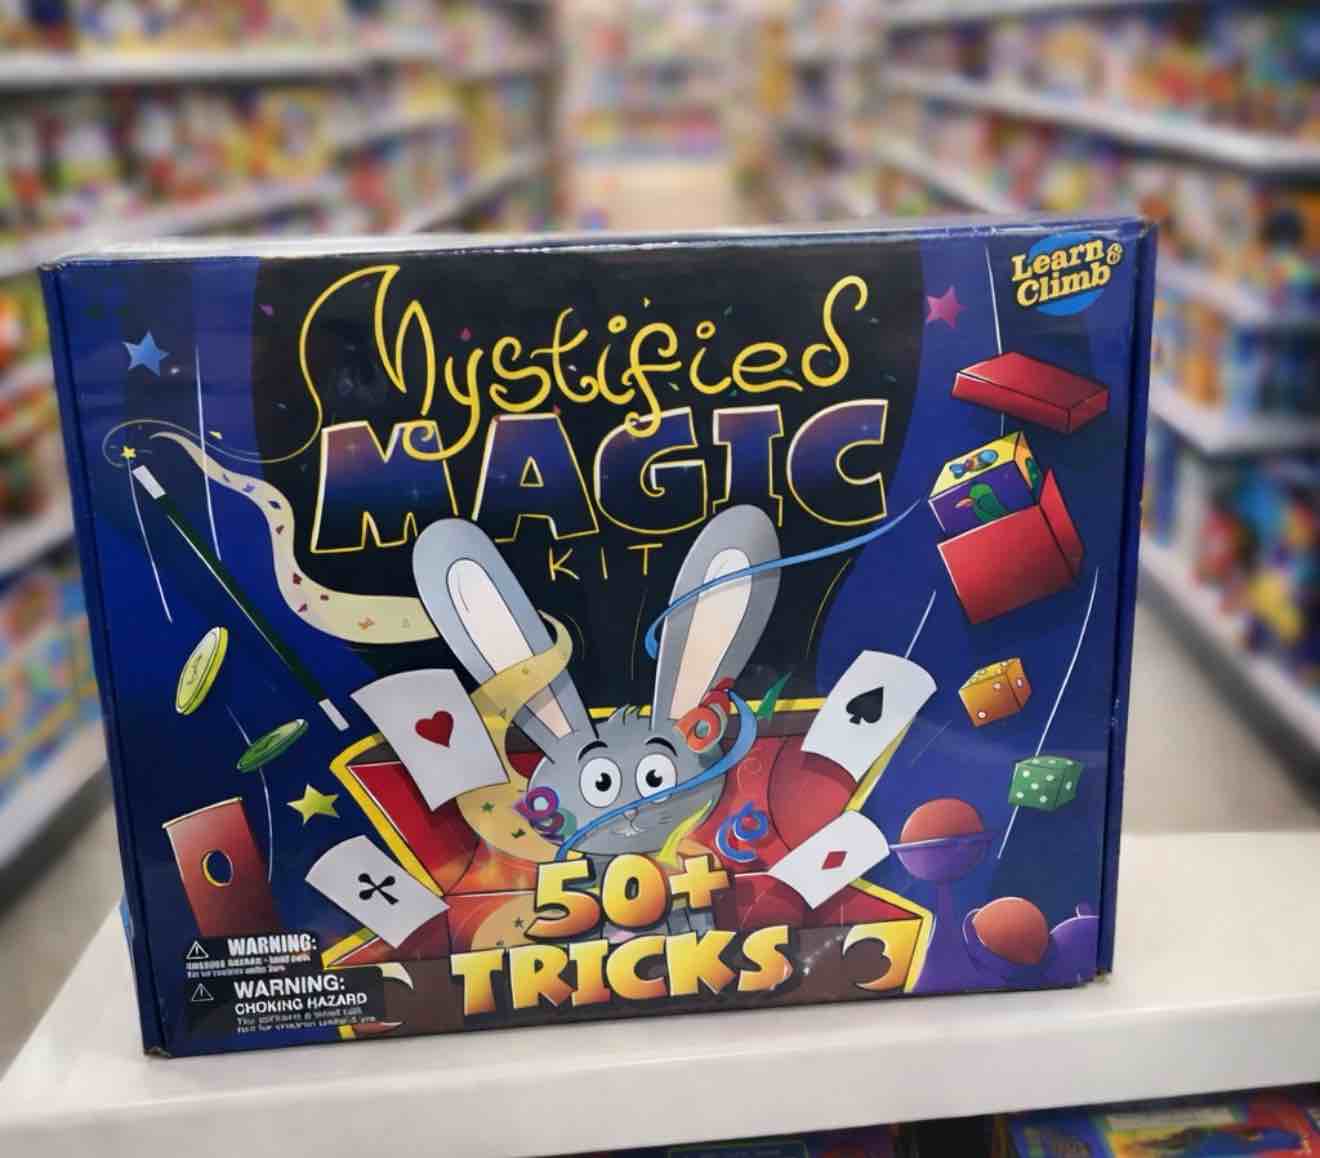 Learn &
Climb
Mystified
MAGIC
KIT
50+
TRICKS
WARNING:
WARNING:
CHOKING HAZARD